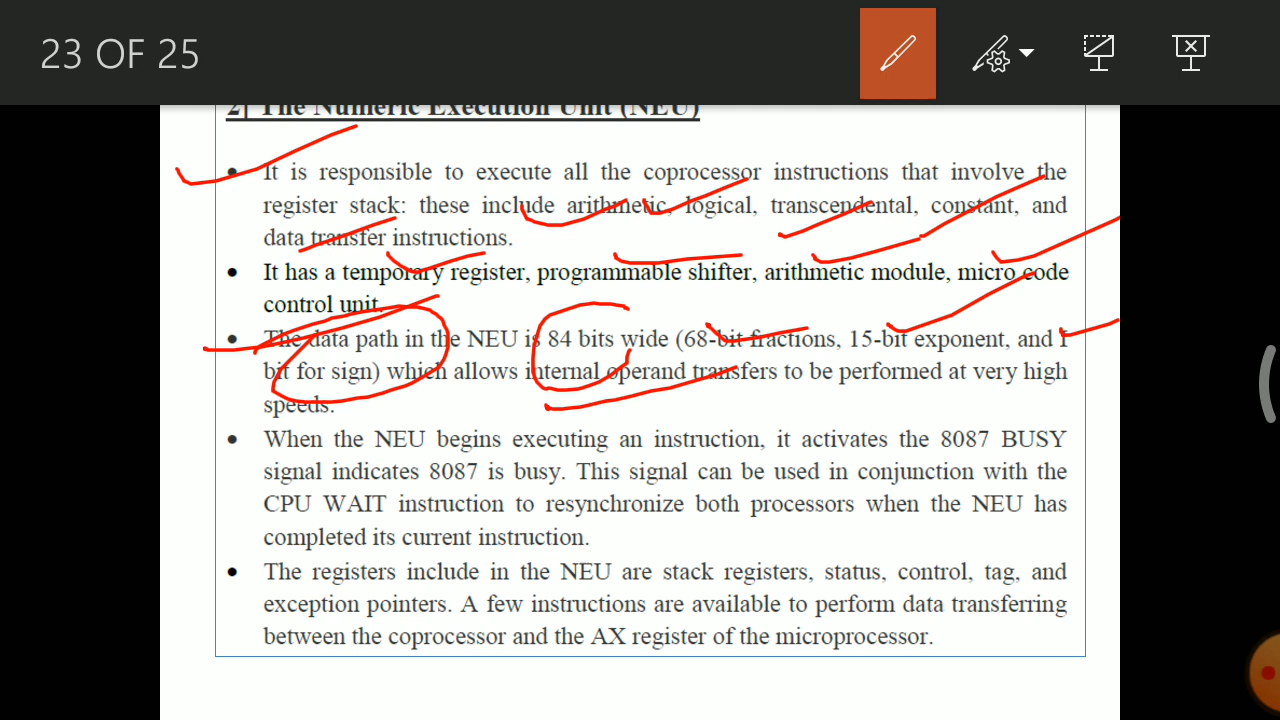 23 OF 25
2] The Numeric Execution Unit (NEU)
• It is responsible to execute all the coprocessor instructions that involve the
register stack: these include arithmetic, logical, transcendental, constant, and
data transfer instructions.
• It has a temporary register, programmable shifter, arithmetic module, micro code
control unit.
• The data path in the NEU is 84 bits wide (68-bit fractions, 15-bit exponent, and I
bit for sign) which allows internal operand transfers to be performed at very high
speeds.
• When the NEU begins executing an instruction, it activates the 8087 BUSY
signal indicates 8087 is busy. This signal can be used in conjunction with the
CPU WAIT instruction to resynchronize both processors when the NEU has
completed its current instruction.
• The registers include in the NEU are stack registers, status, control, tag, and
exception pointers. A few instructions are available to perform data transferring
between the coprocessor and the AX register of the microprocessor.